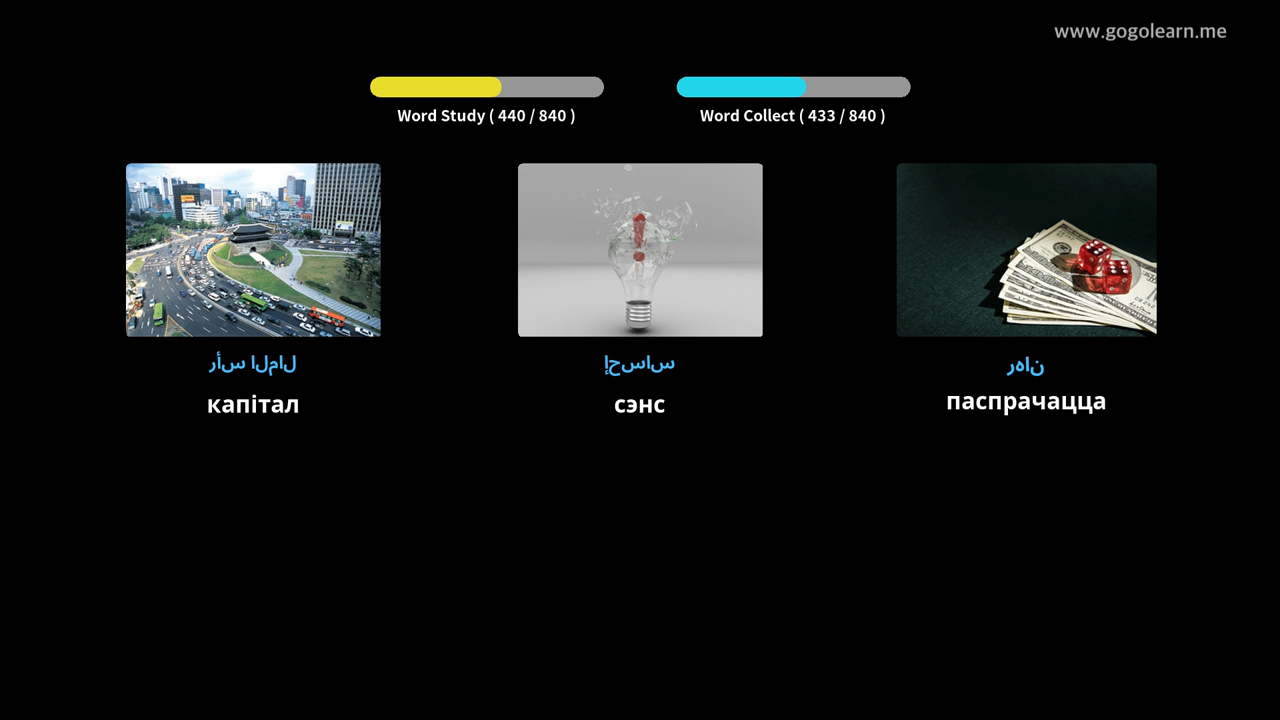 www.gogolearn.me
Word Study ( 440 / 840 )
Word Collect ( 433 / 840 )
رأس المال
إحساس
رهان
капітал
сэнс
паспрачацца